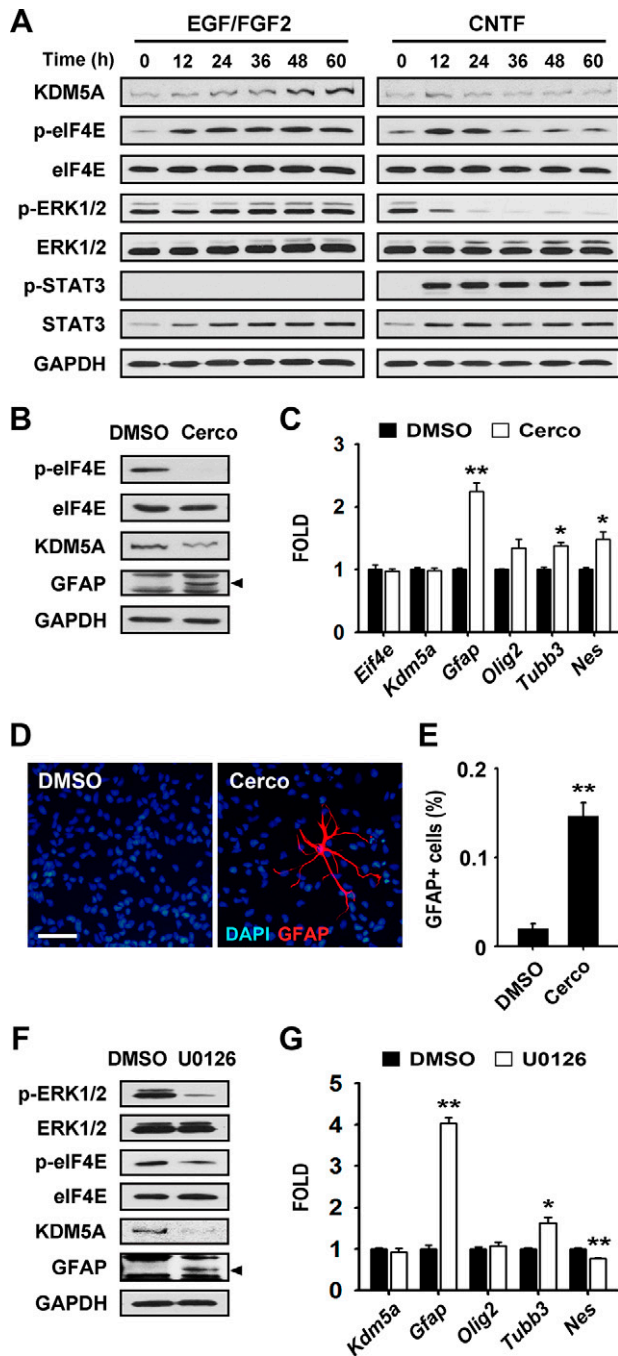 A
EGF/FGF2 CNTF
Time (h) 0 12 24 36 48 60 0 12 24 36 48 60
KDM5A
p-eIF4E
eIF4E
p-ERK1/2
ERK1/2
p-STAT3
STAT3
GAPDH
B
DMSO Cerco
p-eIF4E
eIF4E
KDM5A
GFAP
GAPDH
C
DMSO Cerco
FOLD
3
2
1
0
** * *
Eif4e Kdm5a Gfap Olig2 Tubb3 Nes
D
DMSO Cerco
DAPI GFAP
E
GFAP+ cells (%)
0.2
0.1
0
**
DMSO Cerco
F
DMSO U0126
p-ERK1/2
ERK1/2
p-eIF4E
eIF4E
KDM5A
GFAP
GAPDH
G
DMSO U0126
FOLD
5
4
3
2
1
0
** * **
Kdm5a Gfap Olig2 Tubb3 Nes